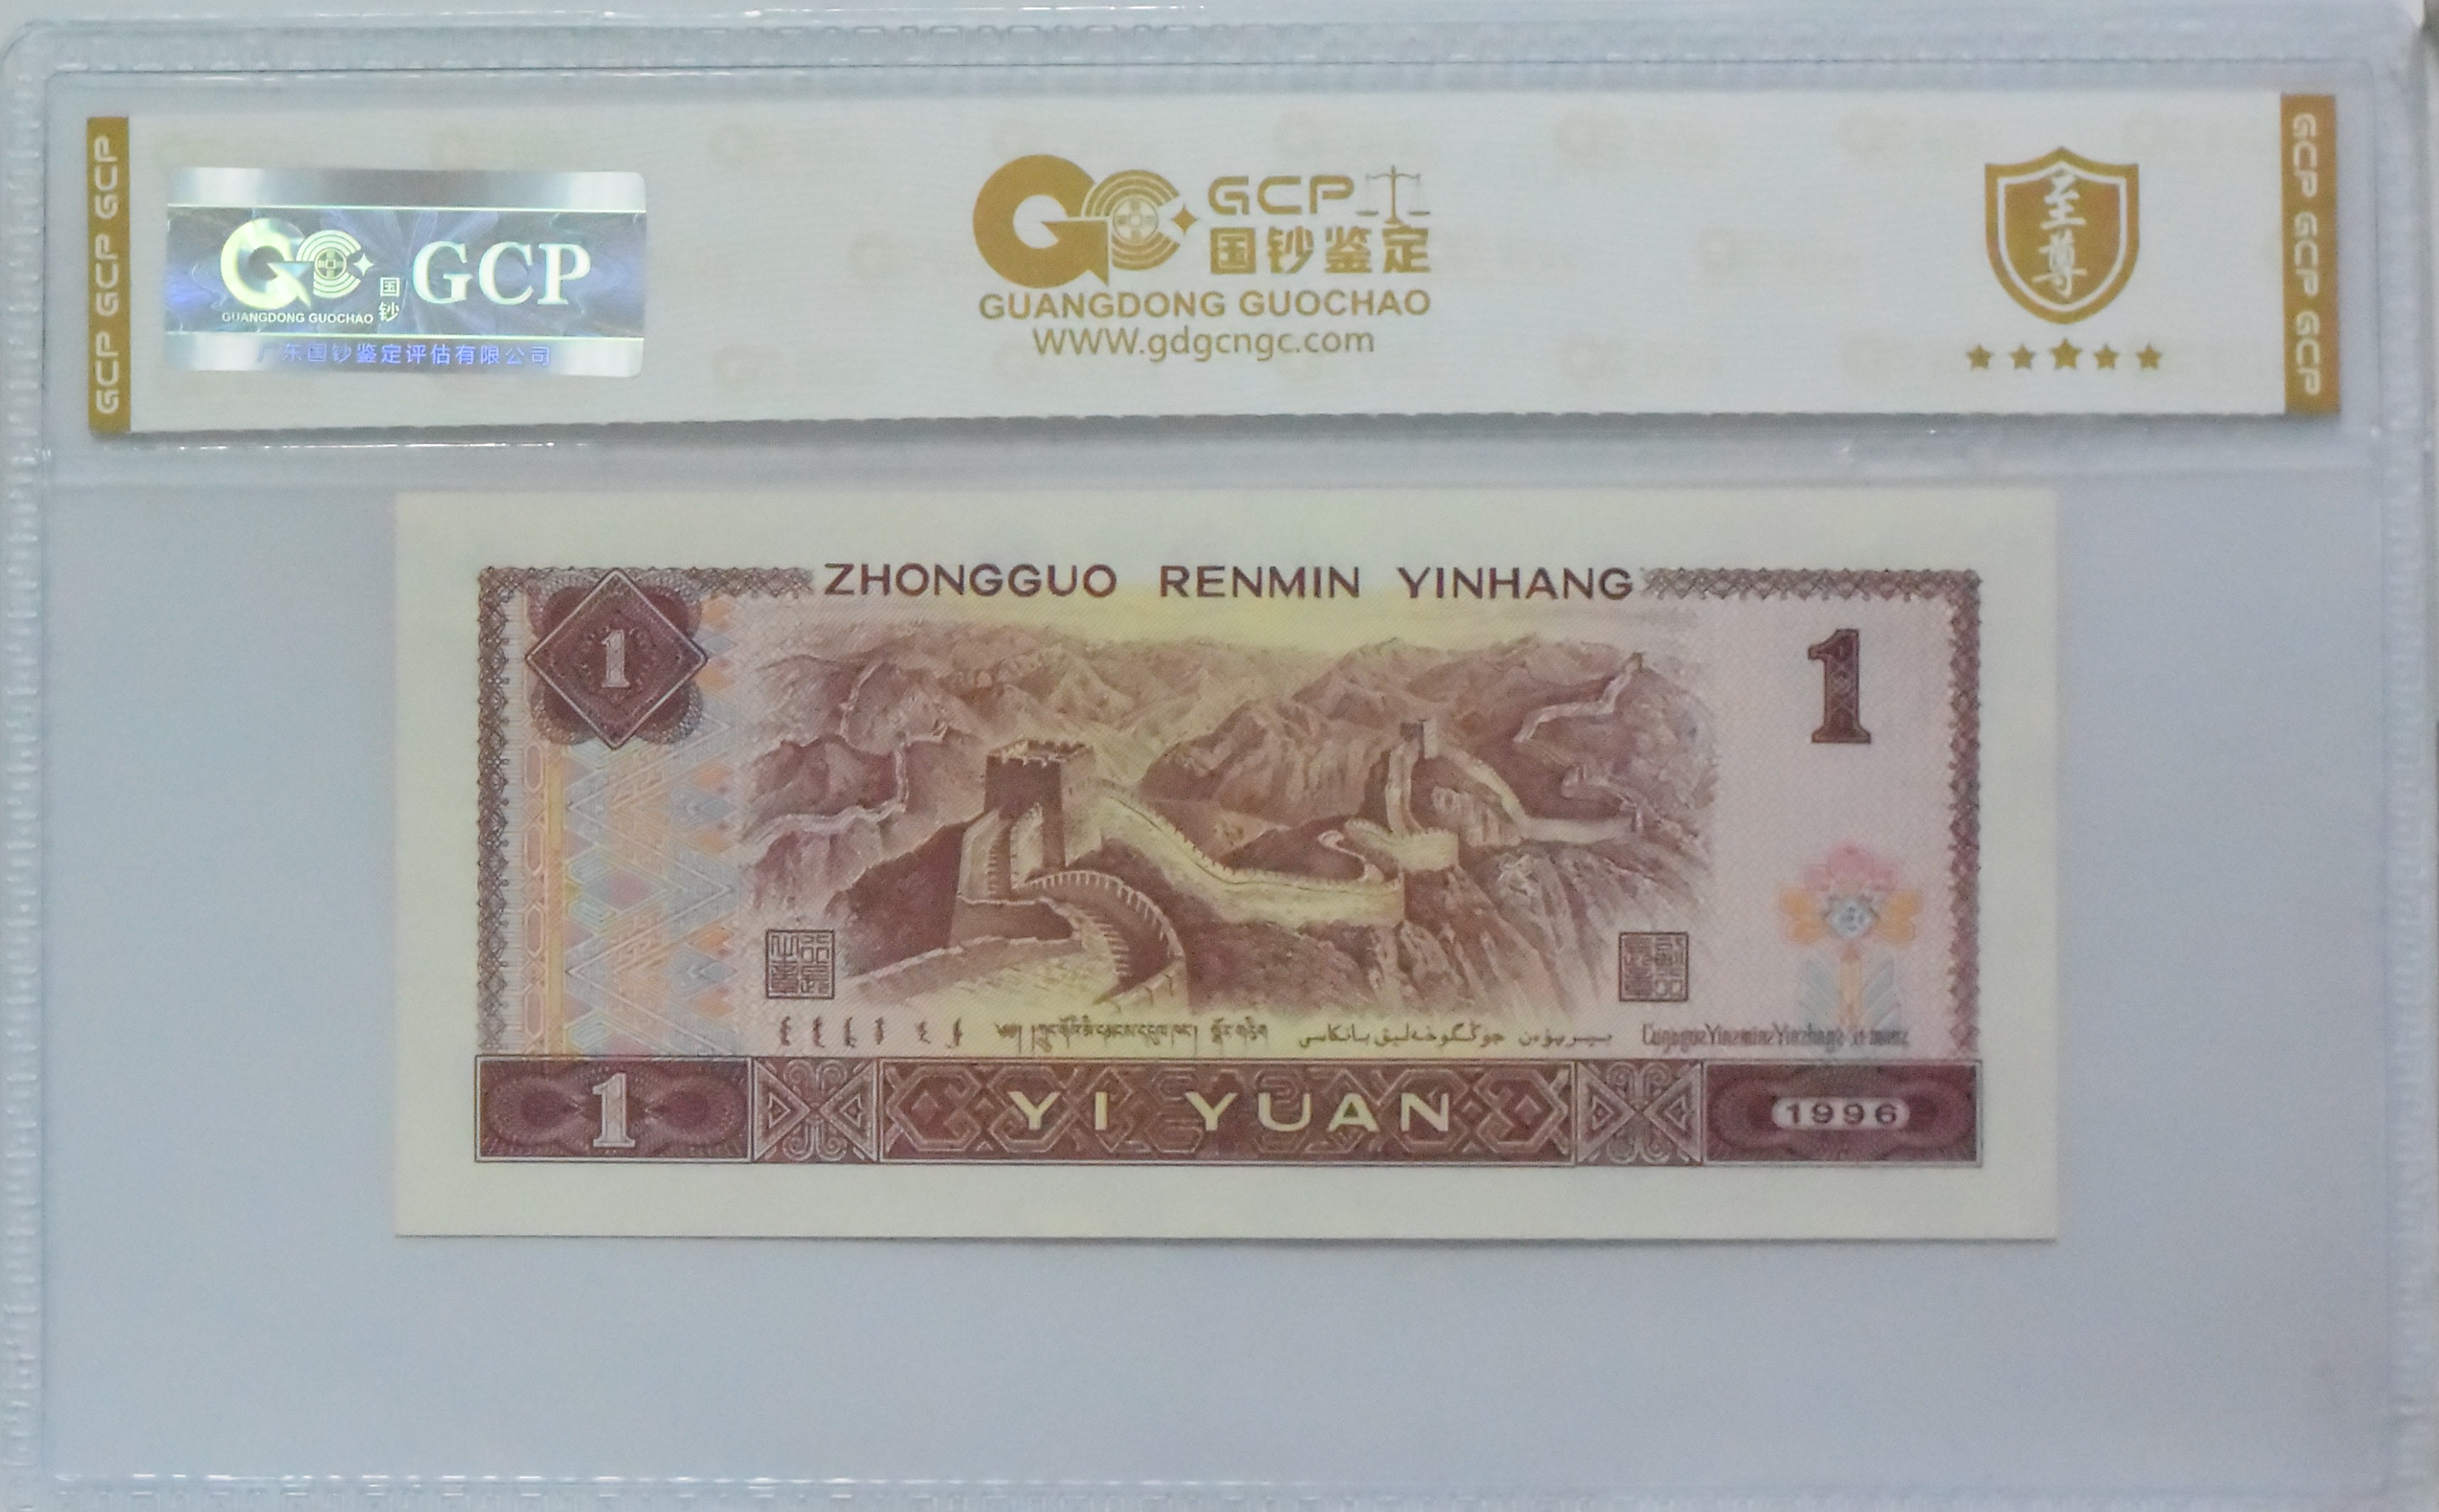 GCP GCP GCP
GUANGDONG GUOCHAO
国钞
GCP
广东国钞鉴定评估有限公司
GCP
国钞鉴定
GUANGDONG GUOCHAO
WWW.gdgcngc.com
至尊
GCP GCP GCP
ZHONGGUO RENMIN YINHANG
1
1
1
YI YUAN
1996